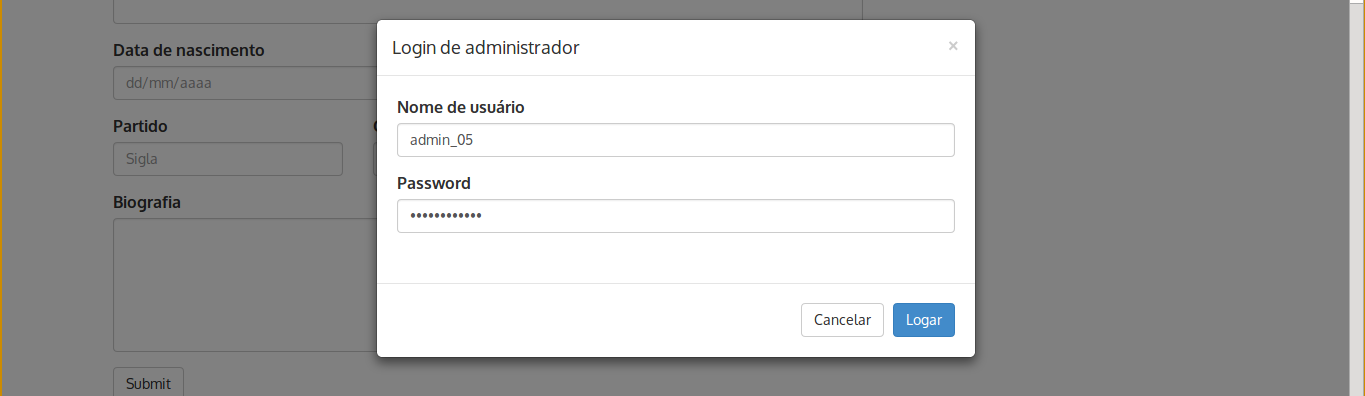 Login de administrador ×
Data de nascimento
dd/mm/aaaa
Nome de usuário
admin_05
Partido
Sigla
Password
••••••••••••
Biografia
Cancelar Logar
Submit